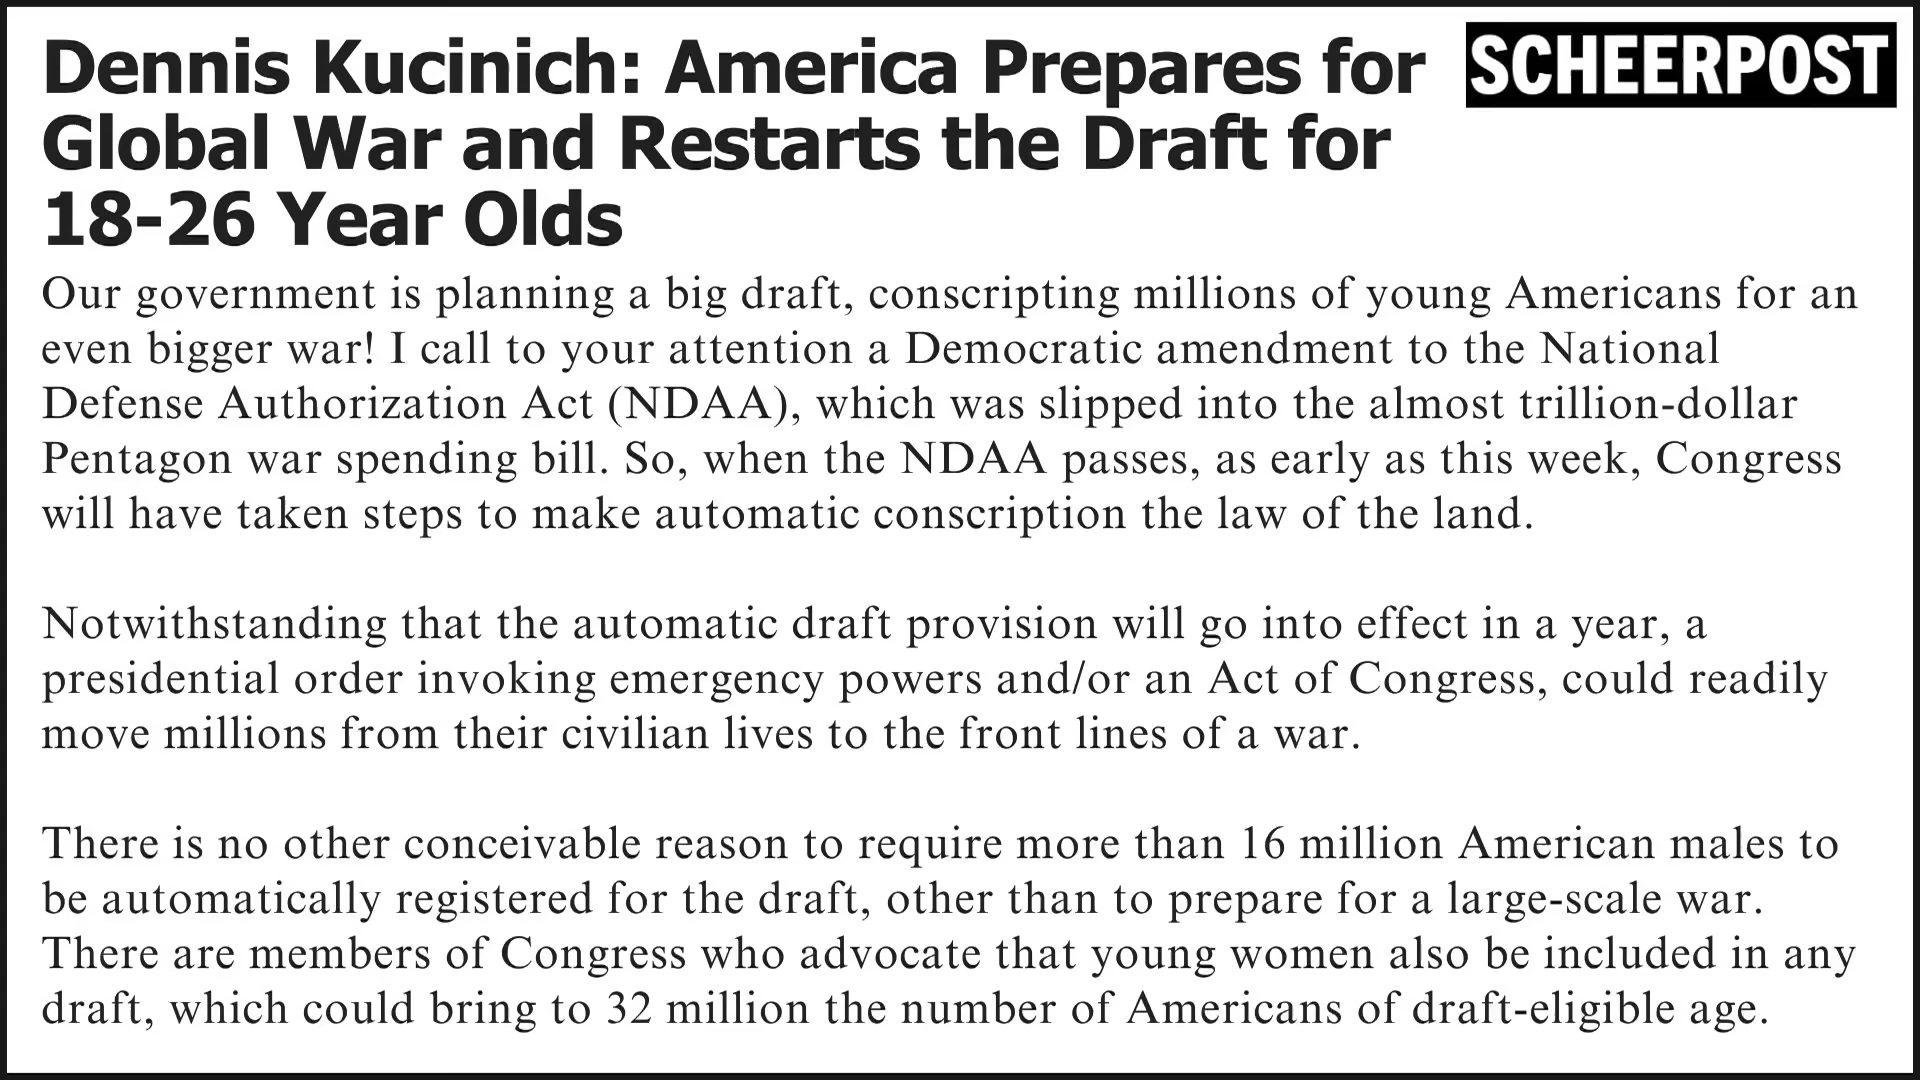 Dennis Kucinich: America Prepares for
Global War and Restarts the Draft for
18-26 Year Olds
SCHEERPOST
Our government is planning a big draft, conscripting millions of young Americans for an
even bigger war! I call to your attention a Democratic amendment to the National
Defense Authorization Act (NDAA), which was slipped into the almost trillion-dollar
Pentagon war spending bill. So, when the NDAA passes, as early as this week, Congress
will have taken steps to make automatic conscription the law of the land.
Notwithstanding that the automatic draft provision will go into effect in a year, a
presidential order invoking emergency powers and/or an Act of Congress, could readily
move millions from their civilian lives to the front lines of a war.
There is no other conceivable reason to require more than 16 million American males to
be automatically registered for the draft, other than to prepare for a large-scale war.
There are members of Congress who advocate that young women also be included in any
draft, which could bring to 32 million the number of Americans of draft-eligible age.